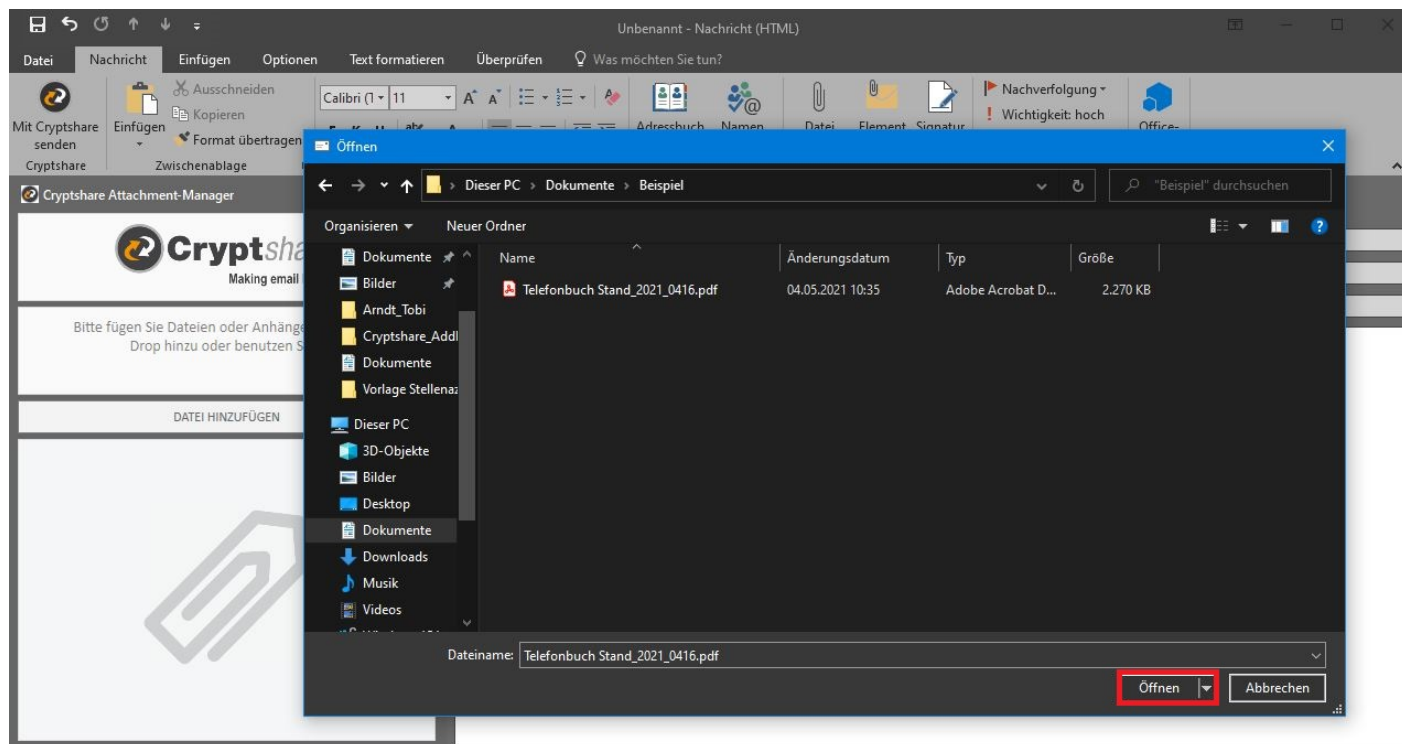 Unbenannt - Nachricht (HTML)
Datei Nachricht Einfügen Optionen Text formatieren Überprüfen Was möchten Sie tun?
Mit Cryptshare senden
Einfügen
Ausschneiden
Kopieren
Format übertragen
Calibri (1 11
Adressbuch Namen Datei Element Signatur
Nachverfolgung
Wichtigkeit: hoch
Office-
Cryptshare Zwischenablage
Cryptshare Attachment-Manager
Cryptsha
Making email
Bitte fügen Sie Dateien oder Anhänge
Drop hinzu oder benutzen S
DATEI HINZUFÜGEN
Öffnen
Dieser PC > Dokumente > Beispiel
"Beispiel" durchsuchen
Organisieren Neuer Ordner
Name Änderungsdatum Typ Größe
Telefonbuch Stand_2021_0416.pdf 04.05.2021 10:35 Adobe Acrobat D... 2.270 KB
Dokumente
Bilder
Arndt_Tobi
Cryptshare_AddI
Dokumente
Vorlage Stellenaz
Dieser PC
3D-Objekte
Bilder
Desktop
Dokumente
Downloads
Musik
Videos
Dateiname: Telefonbuch Stand_2021_0416.pdf
Öffnen Abbrechen